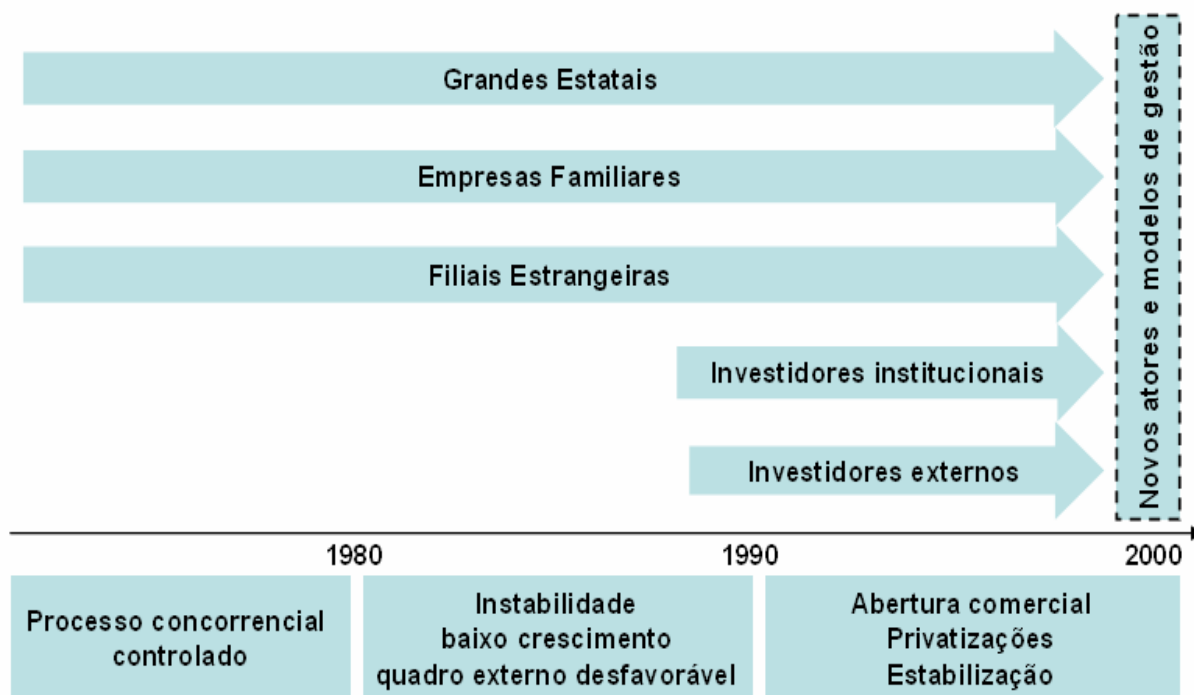 Grandes Estatais
Empresas Familiares
Filiais Estrangeiras
Investidores institucionais
Investidores externos
Novos atores e modelos de gestão
1980
1990
2000
Processo concorrencial
controlado
Instabilidade
baixo crescimento
quadro externo desfavorável
Abertura comercial
Privatizações
Estabilização